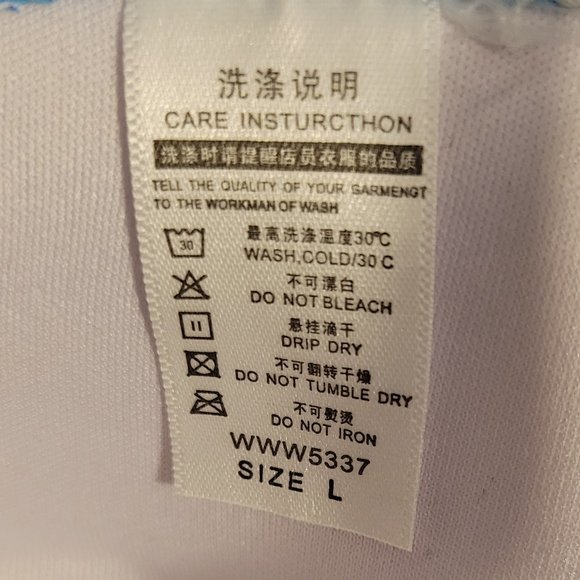 洗涤说明
CARE INSTURCTHON
洗涤时请提醒店员衣服的品质
TELL THE QUALITY OF YOUR GARMENGT
TO THE WORKMAN OF WASH
30
最高洗涤温度30℃
WASH,COLD/30 C
不可漂白
DO NOT BLEACH
悬挂滴干
DRIP DRY
不可翻转干燥
DO NOT TUMBLE DRY
不可熨烫
DO NOT IRON
WWW5337
SIZE L